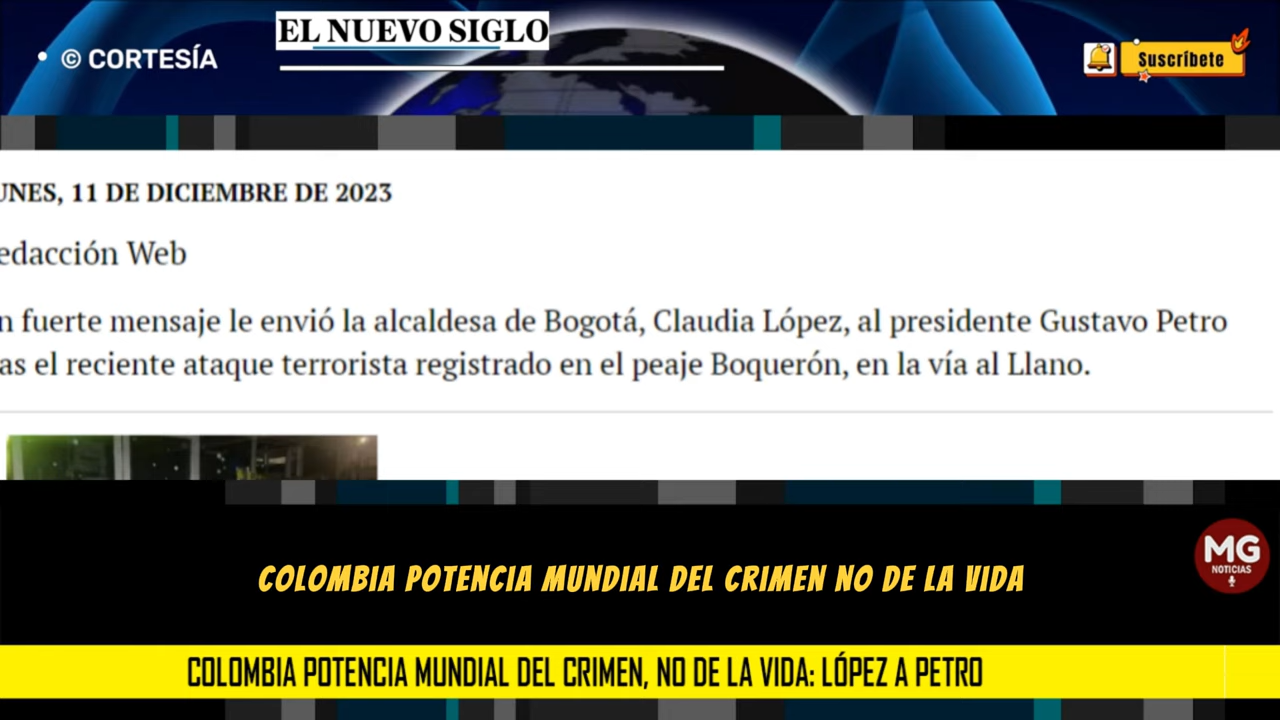 EL NUEVO SIGLO
© CORTESÍA
Suscríbete
UNES, 11 DE DICIEMBRE DE 2023
edacción Web
n fuerte mensaje le envió la alcaldesa de Bogotá, Claudia López, al presidente Gustavo Petro
as el reciente ataque terrorista registrado en el peaje Boquerón, en la vía al Llano.
MG
NOTICIAS
COLOMBIA POTENCIA MUNDIAL DEL CRIMEN NO DE LA VIDA
COLOMBIA POTENCIA MUNDIAL DEL CRIMEN, NO DE LA VIDA: LÓPEZ A PETRO